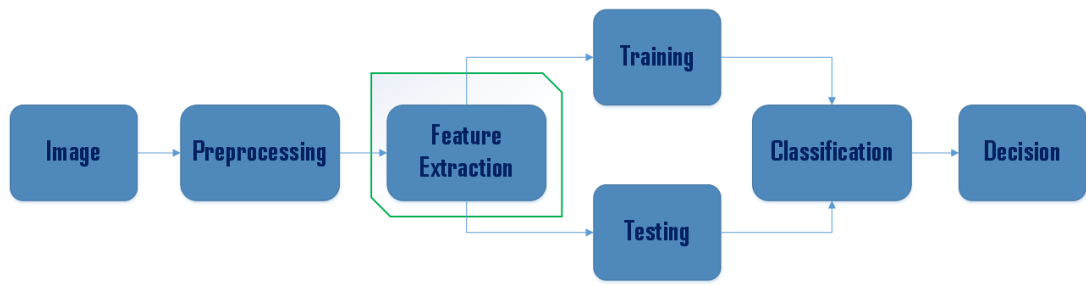 Image
Preprocessing
Feature
Extraction
Training
Testing
Classification
Decision